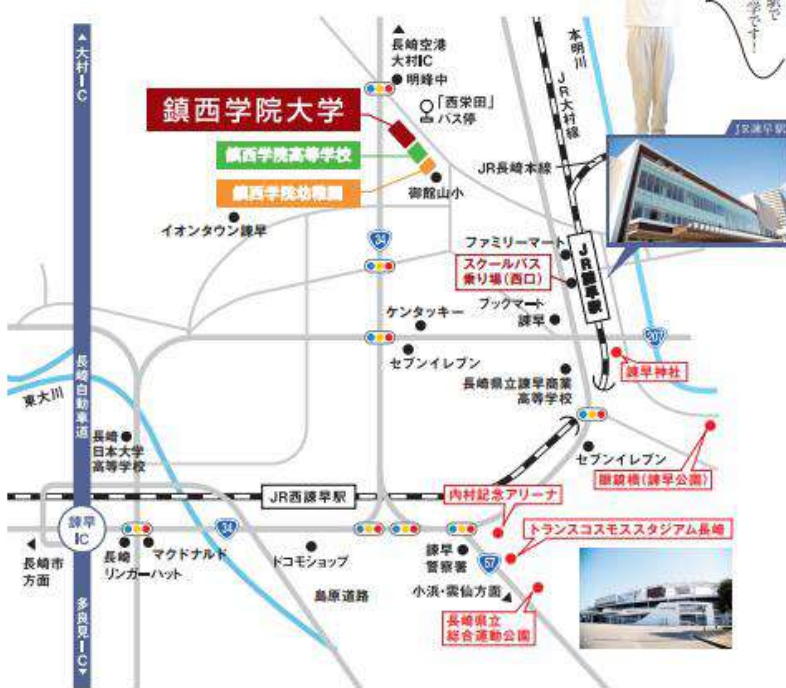 駅で
学です!
▲大村IC
▲
長崎空港
大村IC
明峰中
「西栄田」
バス停
本明川
JR大村線
鎮西学院大学
鎮西学院高等学校
鎮西学院幼稚園
御館山小
JR長崎本線
JR諫早駅
イオンタウン諫早
34
ファミリーマート
スクールバス
乗り場(西口)
JR諫早駅
ブックマート
諫早
ケンタッキー
セブンイレブン
207
諫早神社
長崎県立諫早商業
高等学校
長崎自動車道
東大川
長崎
日本大学
高等学校
セブンイレブン
眼鏡橋(諫早公園)
JR西諫早駅
内村記念アリーナ
諫早
IC
34
トランスコスモススタジアム長崎
長崎市
方面
長崎
リンガーハット
マクドナルド
ドコモショップ
諫早
警察署
57
島原道路
小浜・雲仙方面
長崎県立
総合運動公園
多良見IC▼